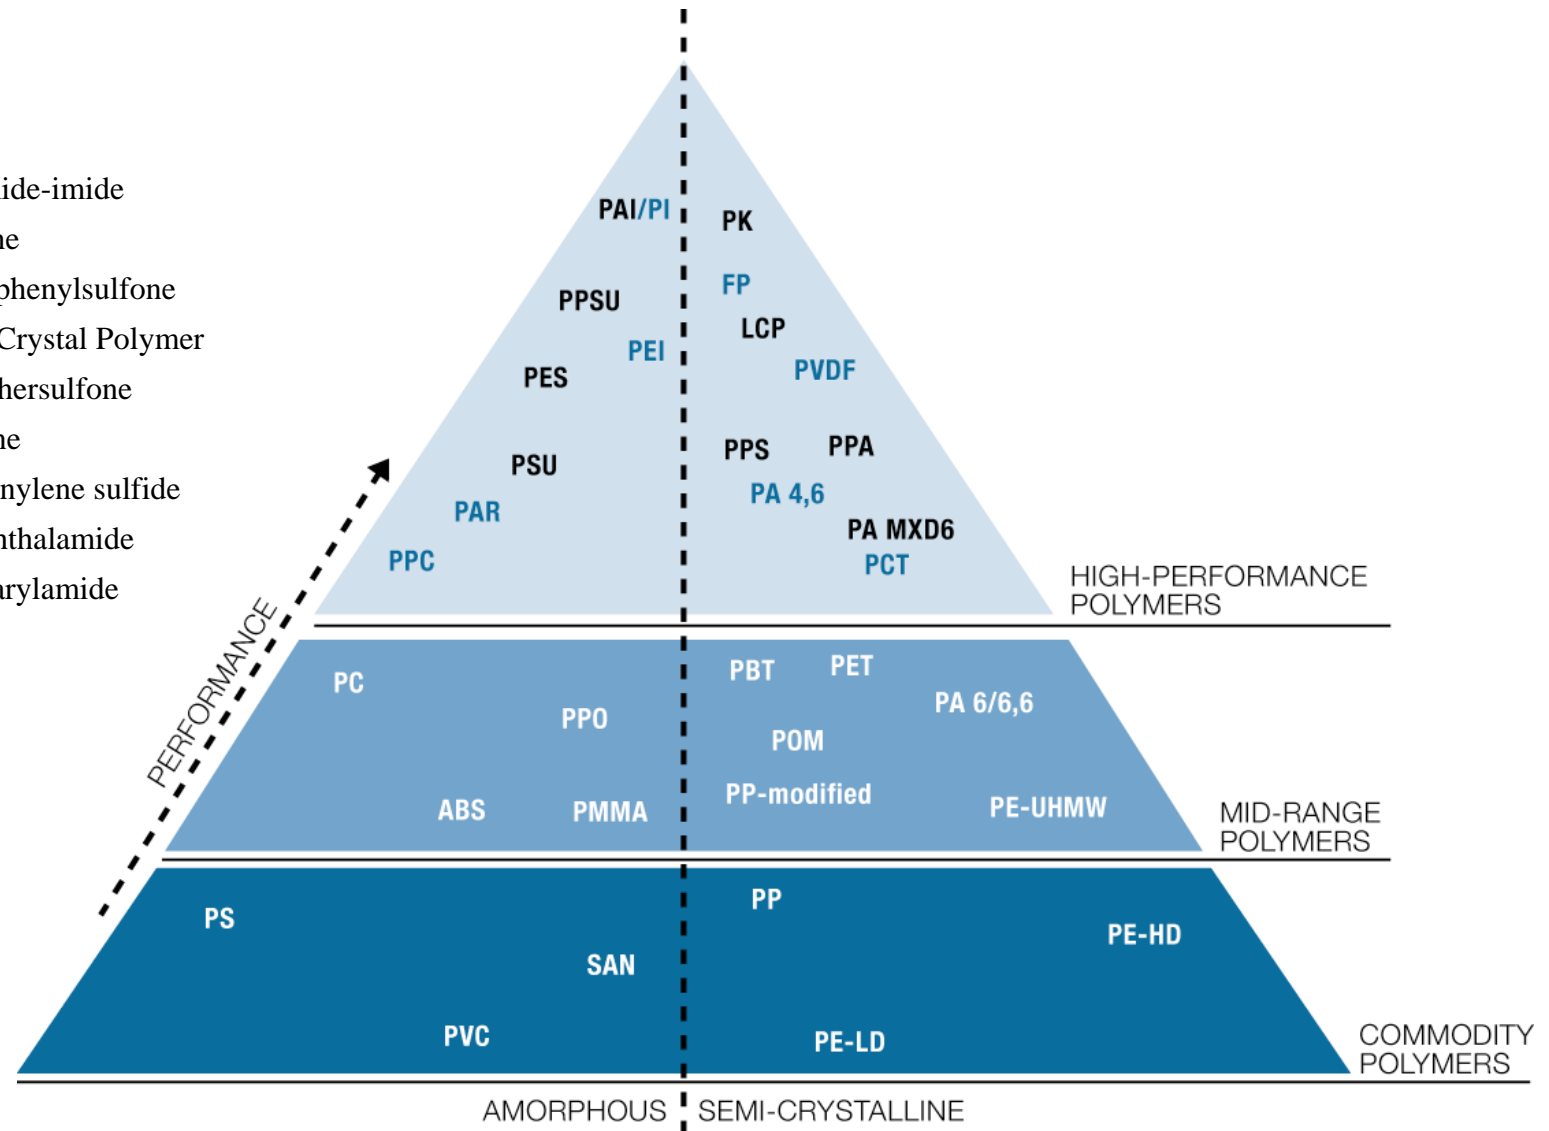 ide-imide
ne
phenylsulfone
Crystal Polymer
hersulfone
ne
nylene sulfide
hthalamide
arylamide
PERFORMANCE
PAI/PI
PK
FP
PPSU
LCP
PEI
PVDF
PES
PPS
PPA
PSU
PA 4,6
PAR
PA MXD6
PPC
PCT
HIGH-PERFORMANCE
POLYMERS
PC
PBT
PET
PA 6/6,6
PPO
POM
PP-modified
ABS
PMMA
PE-UHMW
MID-RANGE
POLYMERS
PS
PP
PE-HD
SAN
PVC
PE-LD
COMMODITY
POLYMERS
AMORPHOUS
SEMI-CRYSTALLINE